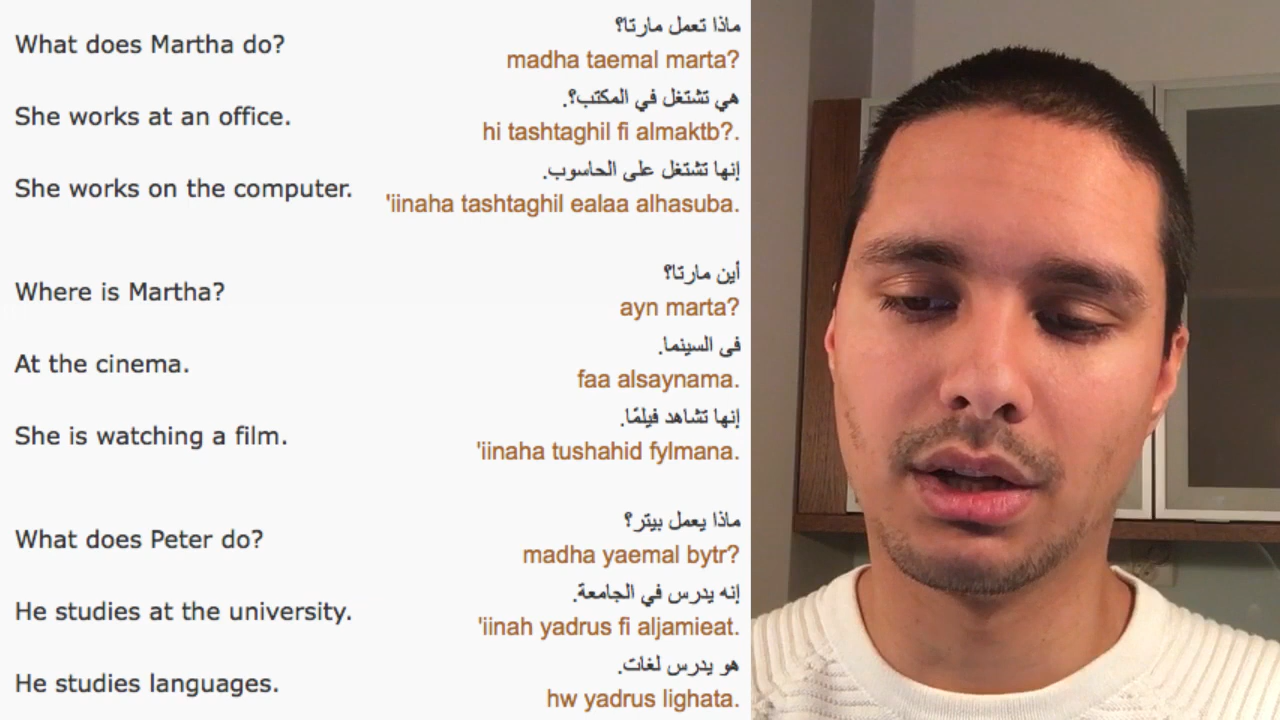 What does Martha do?
ماذا تعمل مارتا؟
madha taemal marta?
She works at an office.
هي تشتغل في المكتب؟.
hi tashtaghil fi almaktb?.
She works on the computer.
إنها تشتغل على الحاسوب.
'iinaha tashtaghil ealaa alhasuba.
Where is Martha?
أين مارتا؟
ayn marta?
At the cinema.
فى السينما.
faa alsaynama.
She is watching a film.
إنها تشاهد فيلمًا.
'iinaha tushahid fylmana.
What does Peter do?
ماذا يعمل بيتر؟
madha yaemal bytr?
He studies at the university.
إنه يدرس في الجامعة.
'iinah yadrus fi aljamieat.
He studies languages.
هو يدرس لغات.
hw yadrus lighata.